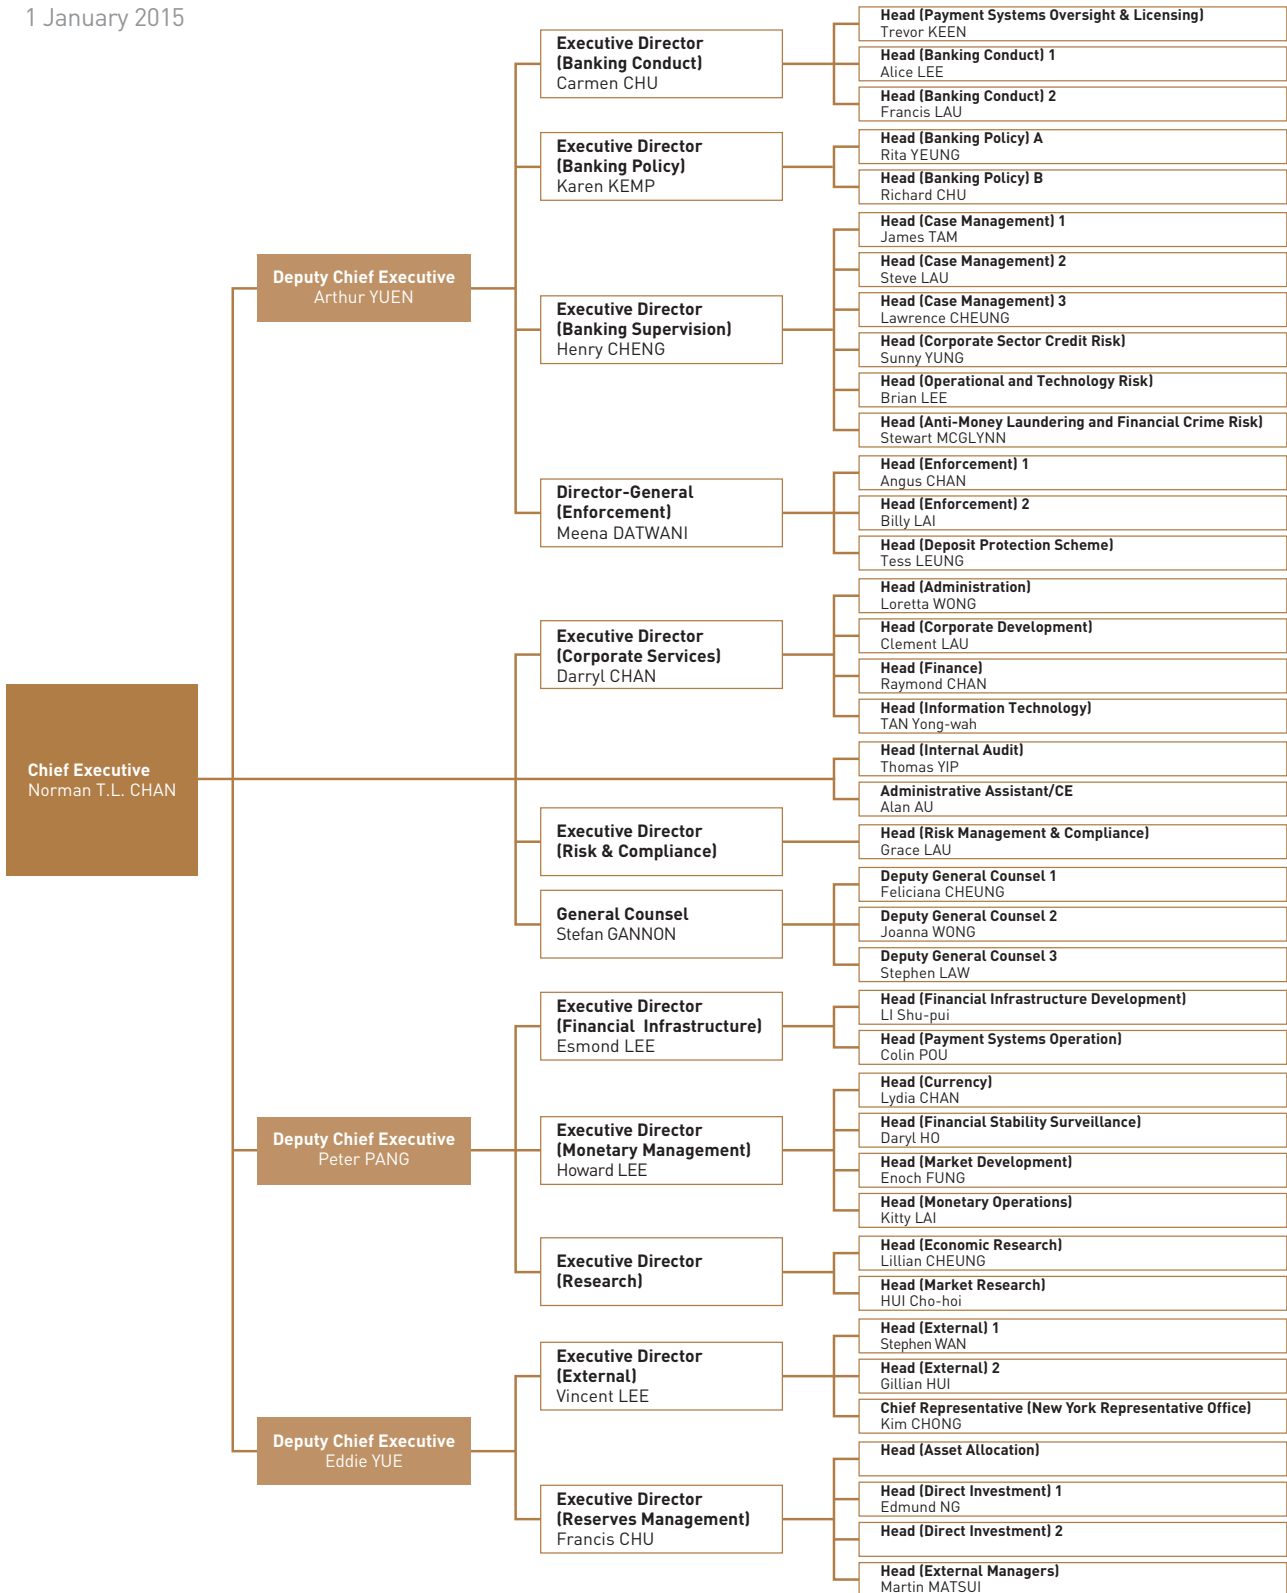 1 January 2015
Chief Executive
Norman T.L. CHAN
Deputy Chief Executive
Arthur YUEN
Executive Director
(Banking Conduct)
Carmen CHU
Head (Payment Systems Oversight & Licensing)
Trevor KEEN
Head (Banking Conduct) 1
Alice LEE
Head (Banking Conduct) 2
Francis LAU
Executive Director
(Banking Policy)
Karen KEMP
Head (Banking Policy) A
Rita YEUNG
Head (Banking Policy) B
Richard CHU
Executive Director
(Banking Supervision)
Henry CHENG
Head (Case Management) 1
James TAM
Head (Case Management) 2
Steve LAU
Head (Case Management) 3
Lawrence CHEUNG
Head (Corporate Sector Credit Risk)
Sunny YUNG
Head (Operational and Technology Risk)
Brian LEE
Head (Anti-Money Laundering and Financial Crime Risk)
Stewart MCGLYNN
Director-General
(Enforcement)
Meena DATWANI
Head (Enforcement) 1
Angus CHAN
Head (Enforcement) 2
Billy LAI
Head (Deposit Protection Scheme)
Tess LEUNG
Executive Director
(Corporate Services)
Darryl CHAN
Head (Administration)
Loretta WONG
Head (Corporate Development)
Clement LAU
Head (Finance)
Raymond CHAN
Head (Information Technology)
TAN Yong-wah
Head (Internal Audit)
Thomas YIP
Administrative Assistant/CE
Alan AU
Executive Director
(Risk & Compliance)
Head (Risk Management & Compliance)
Grace LAU
General Counsel
Stefan GANNON
Deputy General Counsel 1
Feliciana CHEUNG
Deputy General Counsel 2
Joanna WONG
Deputy General Counsel 3
Stephen LAW
Deputy Chief Executive
Peter PANG
Executive Director
(Financial Infrastructure)
Esmond LEE
Head (Financial Infrastructure Development)
LI Shu-pui
Head (Payment Systems Operation)
Colin POU
Executive Director
(Monetary Management)
Howard LEE
Head (Currency)
Lydia CHAN
Head (Financial Stability Surveillance)
Daryl HO
Head (Market Development)
Enoch FUNG
Head (Monetary Operations)
Kitty LAI
Executive Director
(Research)
Head (Economic Research)
Lillian CHEUNG
Head (Market Research)
HUI Cho-hoi
Deputy Chief Executive
Eddie YUE
Executive Director
(External)
Vincent LEE
Head (External) 1
Stephen WAN
Head (External) 2
Gillian HUI
Chief Representative (New York Representative Office)
Kim CHONG
Executive Director
(Reserves Management)
Francis CHU
Head (Asset Allocation)
Head (Direct Investment) 1
Edmund NG
Head (Direct Investment) 2
Head (External Managers)
Martin MATSUI